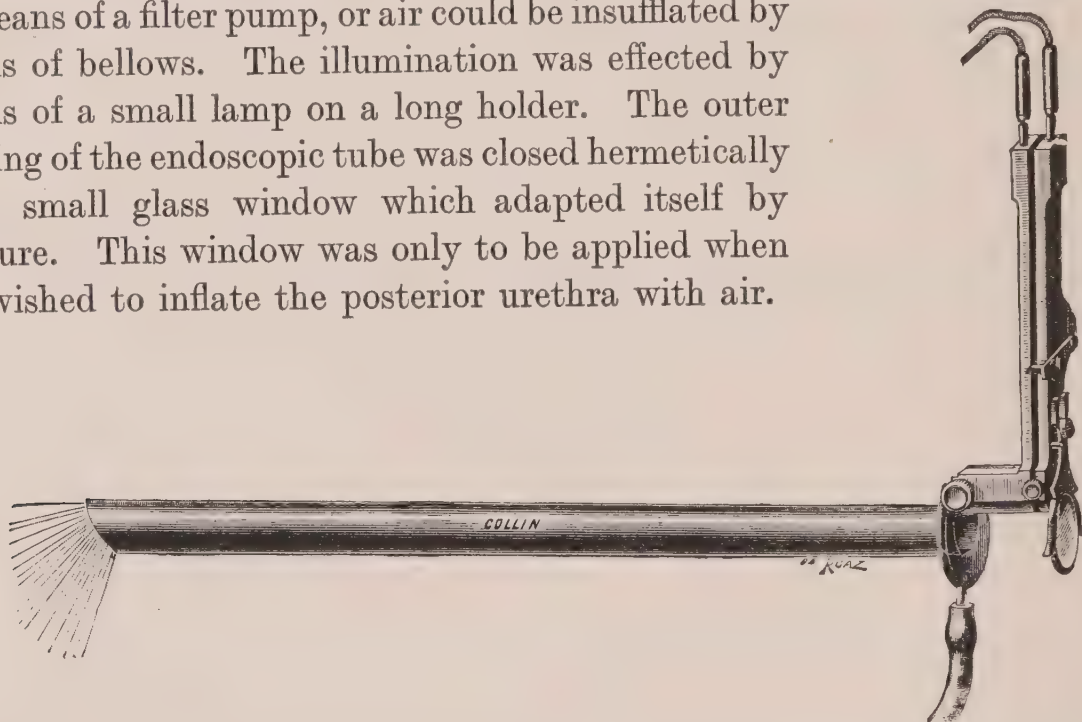 eans of a filter pump, or air could be insufflated by
s of bellows. The illumination was effected by
ns of a small lamp on a long holder. The outer
ing of the endoscopic tube was closed hermetically
small glass window which adapted itself by
ure. This window was only to be applied when
vished to inflate the posterior urethra with air.
COLLIN